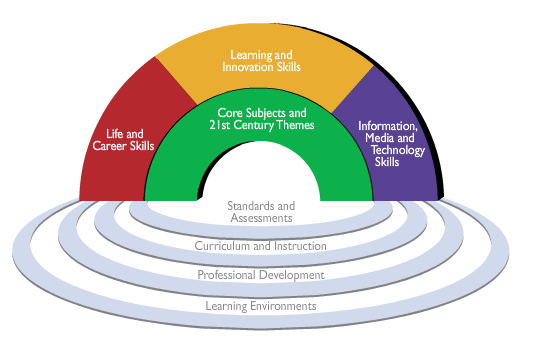 Learning and
Innovation Skills
Core Subjects and
21st Century Themes
Life and
Career Skills
Information,
Media and
Technology
Skills
Standards and
Assessments
Curriculum and Instruction
Professional Development
Learning Environments